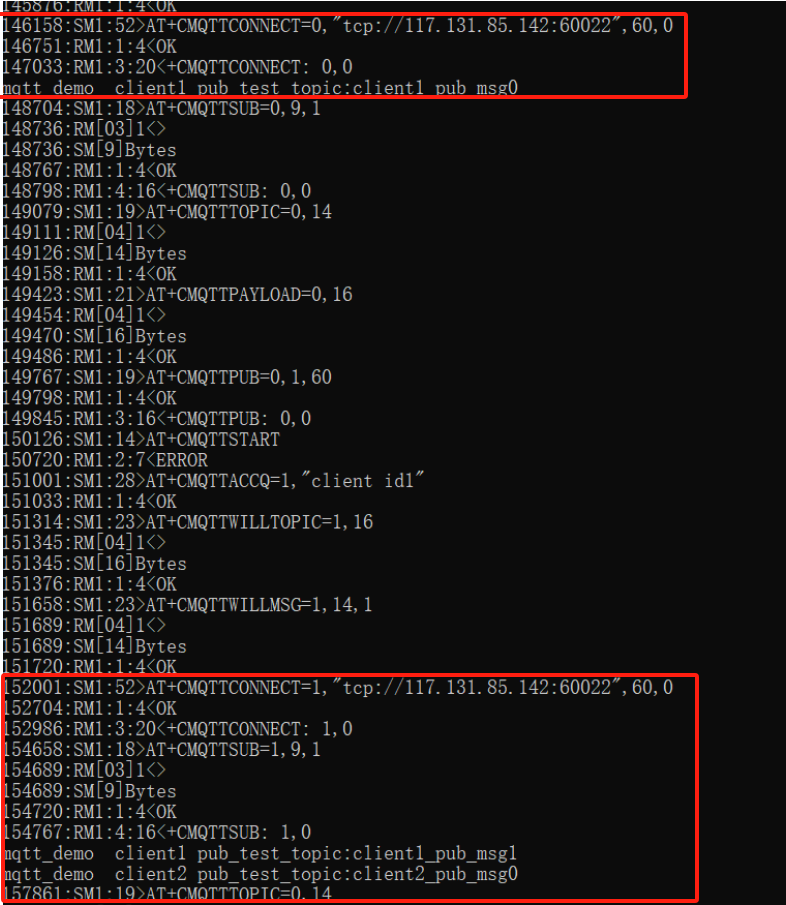 145876:RM1:1:4<OK
146158:SM1:52>AT+CMQTTCONNECT=0,"tcp://117.131.85.142:60022",60,0
146751:RM1:1:4<OK
147033:RM1:3:20<+CMQTTCONNECT: 0,0
mqtt_demo  client1 pub_test_topic:client1_pub_msg0
148704:SM1:18>AT+CMQTTSUB=0,9,1
148736:RM[03]1<>
148736:SM[9]Bytes
148767:RM1:1:4<OK
148798:RM1:4:16<+CMQTTSUB: 0,0
149079:SM1:19>AT+CMQTTTOPIC=0,14
149111:RM[04]1<>
149126:SM[14]Bytes
149158:RM1:1:4<OK
149423:SM1:21>AT+CMQTTPAYLOAD=0,16
149454:RM[04]1<>
149470:SM[16]Bytes
149486:RM1:1:4<OK
149767:SM1:19>AT+CMQTTPUB=0,1,60
149798:RM1:1:4<OK
149845:RM1:3:16<+CMQTTPUB: 0,0
150126:SM1:14>AT+CMQTTSTART
150720:RM1:2:7<ERROR
151001:SM1:28>AT+CMQTTACCQ=1,"client id1"
151033:RM1:1:4<OK
151314:SM1:23>AT+CMQTTWILLTOPIC=1,16
151345:RM[04]1<>
151345:SM[16]Bytes
151376:RM1:1:4<OK
151658:SM1:23>AT+CMQTTWILLMSG=1,14,1
151689:RM[04]1<>
151689:SM[14]Bytes
151720:RM1:1:4<OK
152001:SM1:52>AT+CMQTTCONNECT=1,"tcp://117.131.85.142:60022",60,0
152704:RM1:1:4<OK
152986:RM1:3:20<+CMQTTCONNECT: 1,0
154658:SM1:18>AT+CMQTTSUB=1,9,1
154689:RM[03]1<>
154689:SM[9]Bytes
154720:RM1:1:4<OK
154767:RM1:4:16<+CMQTTSUB: 1,0
mqtt_demo  client1 pub_test_topic:client1_pub_msg1
mqtt_demo  client2 pub_test_topic:client2_pub_msg0
157861:SM1:19>AT+CMQTTTOPIC=0,14